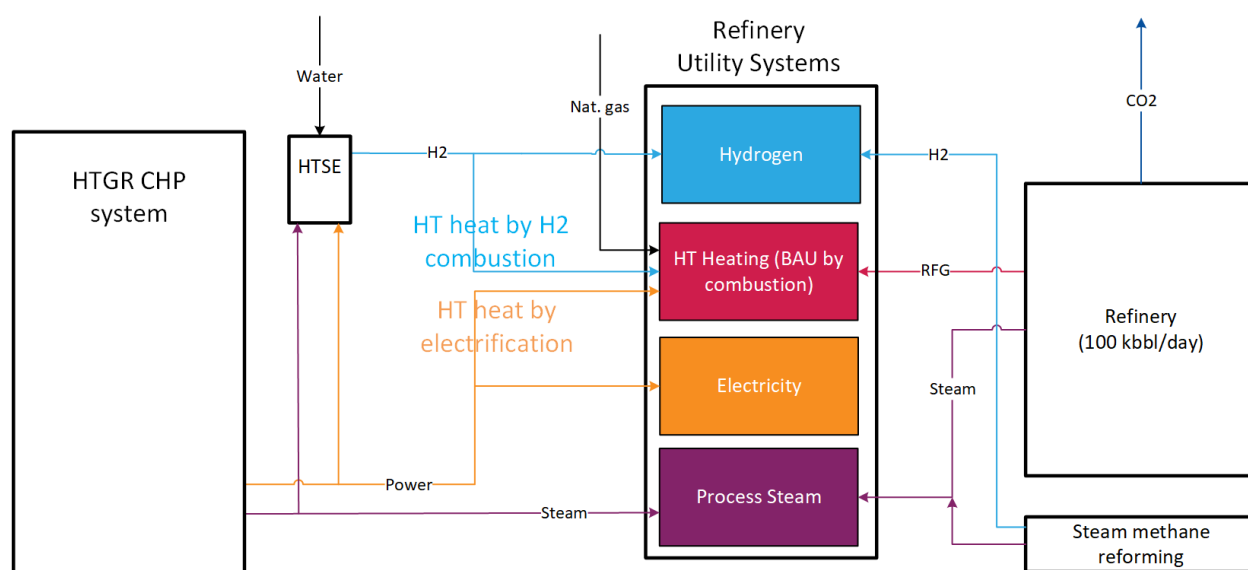 Refinery
Utility Systems
Water
Nat. gas
CO2
HTGR CHP
system
HTSE
H2
Hydrogen
H2
HT heat by H2
combustion
HT Heating (BAU by
combustion)
RFG
HT heat by
electrification
Refinery
(100 kbbl/day)
Electricity
Steam
Power
Steam
Process Steam
Steam methane
reforming